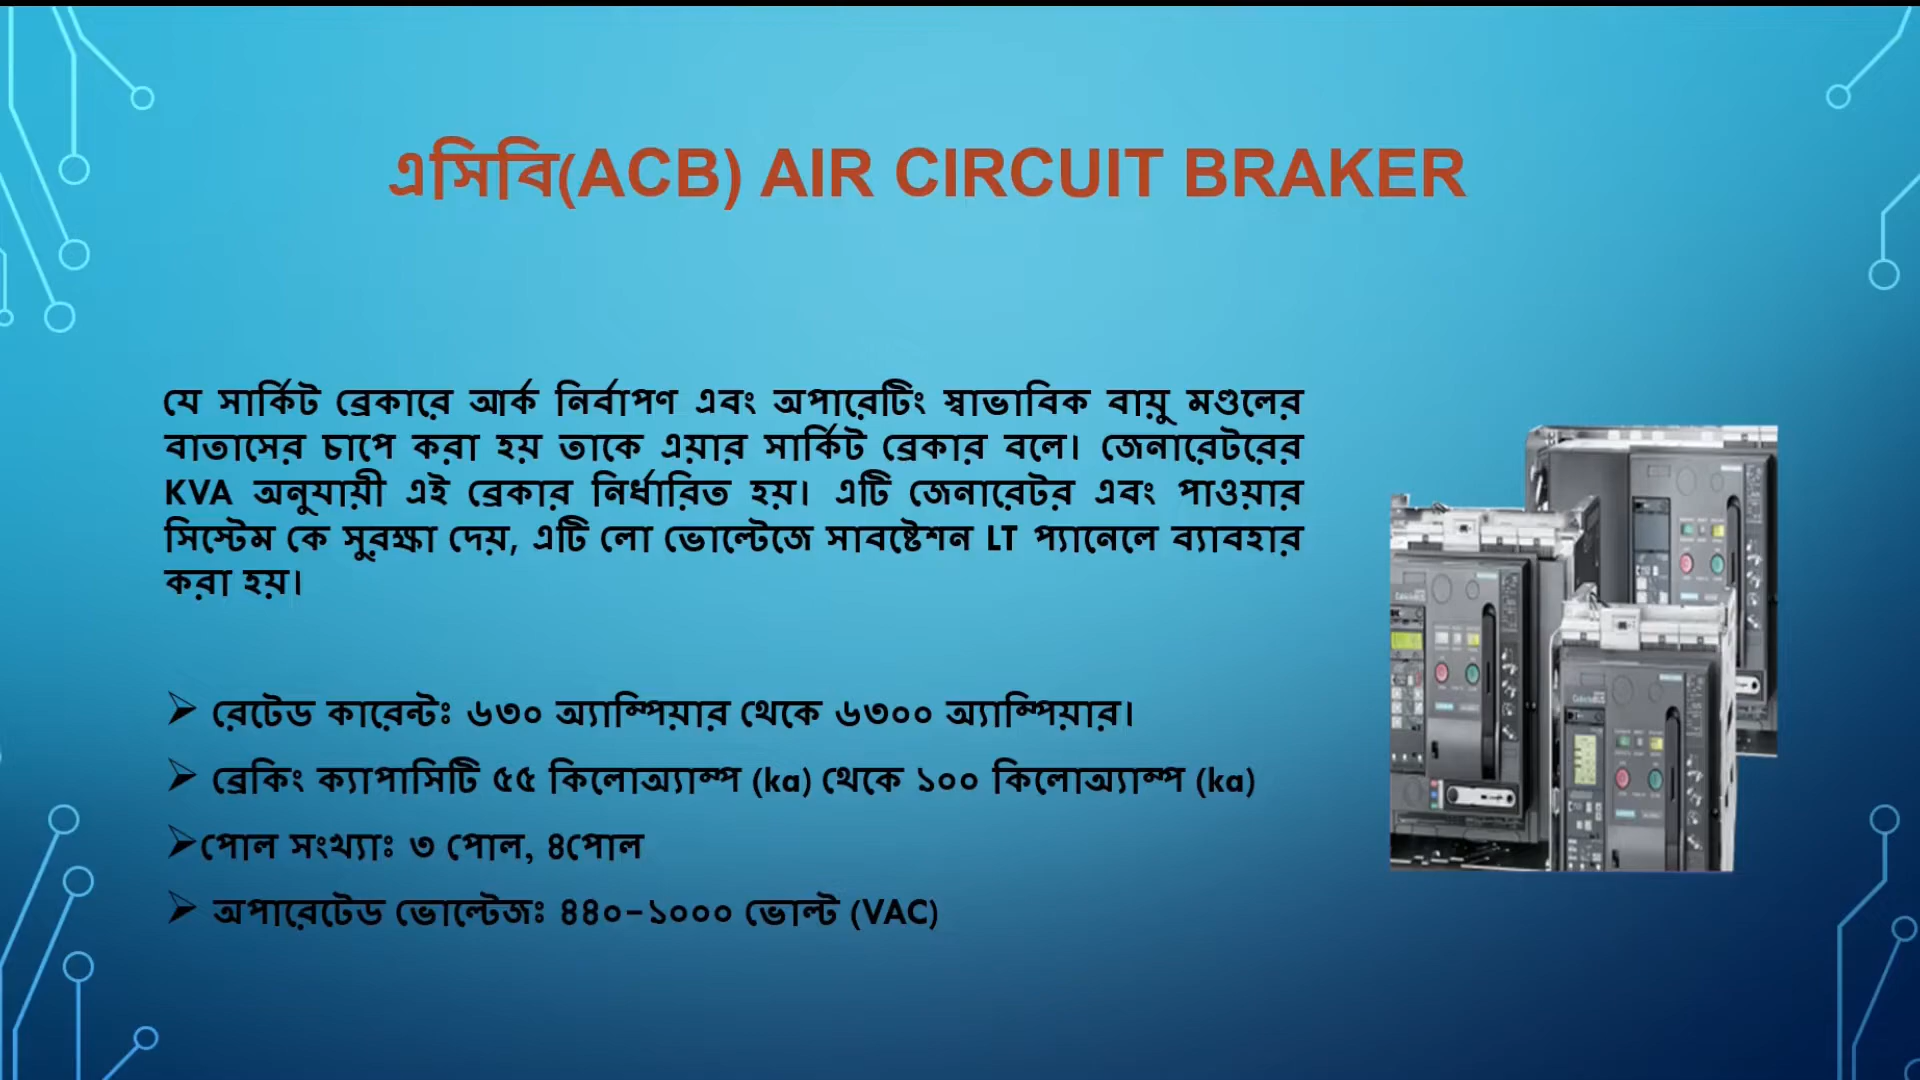 এসিবি(ACB) AIR CIRCUIT BRAKER
যে সার্কিট ব্রেকারে আর্ক নির্বাপণ এবং অপারেটিং স্বাভাবিক বায়ু মণ্ডলের
বাতাসের চাপে করা হয় তাকে এয়ার সার্কিট ব্রেকার বলে। জেনারেটরের
KVA অনুযায়ী এই ব্রেকার নির্ধারিত হয়। এটি জেনারেটর এবং পাওয়ার
সিস্টেম কে সুরক্ষা দেয়, এটি লো ভোল্টেজে সাবষ্টেশন LT প্যানেলে ব্যাবহার
করা হয়।
➢ রেটেড কারেন্টঃ ৬৩০ অ্যাম্পিয়ার থেকে ৬৩০০ অ্যাম্পিয়ার।
➢ ব্রেকিং ক্যাপাসিটি ৫৫ কিলোঅ্যাম্প (ka) থেকে ১০০ কিলোঅ্যাম্প (ka)
➢পোল সংখ্যাঃ ৩ পোল, ৪পোল
➢ অপারেটেড ভোল্টেজঃ ৪৪০-১০০০ ভোল্ট (VAC)